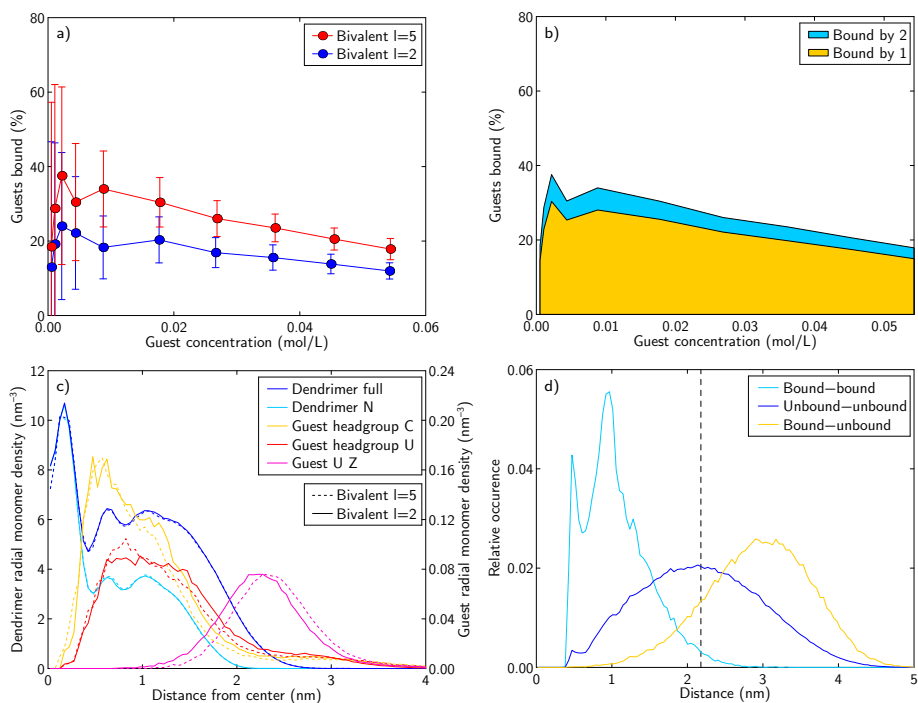 a)
Bivalent l=5
Bivalent l=2
80
60
40
20
0
Guests bound (%)
0.00
0.02
0.04
0.06
Guest concentration (mol/L)
b)
Bound by 2
Bound by 1
80
60
40
20
0
Guests bound (%)
0.00
0.01
0.02
0.03
0.04
0.05
Guest concentration (mol/L)
c)
Dendrimer full
Dendrimer N
Guest headgroup C
Guest headgroup U
Guest U Z
Bivalent l=5
Bivalent l=2
12
10
8
6
4
2
0
Dendrimer radial monomer density (nm⁻³)
0.24
0.20
0.16
0.12
0.08
0.04
0.00
Guest radial monomer density (nm⁻³)
0
1
2
3
4
Distance from center (nm)
d)
Bound−bound
Unbound−unbound
Bound−unbound
0.06
0.04
0.02
0.00
Relative occurence
0
1
2
3
4
5
Distance (nm)